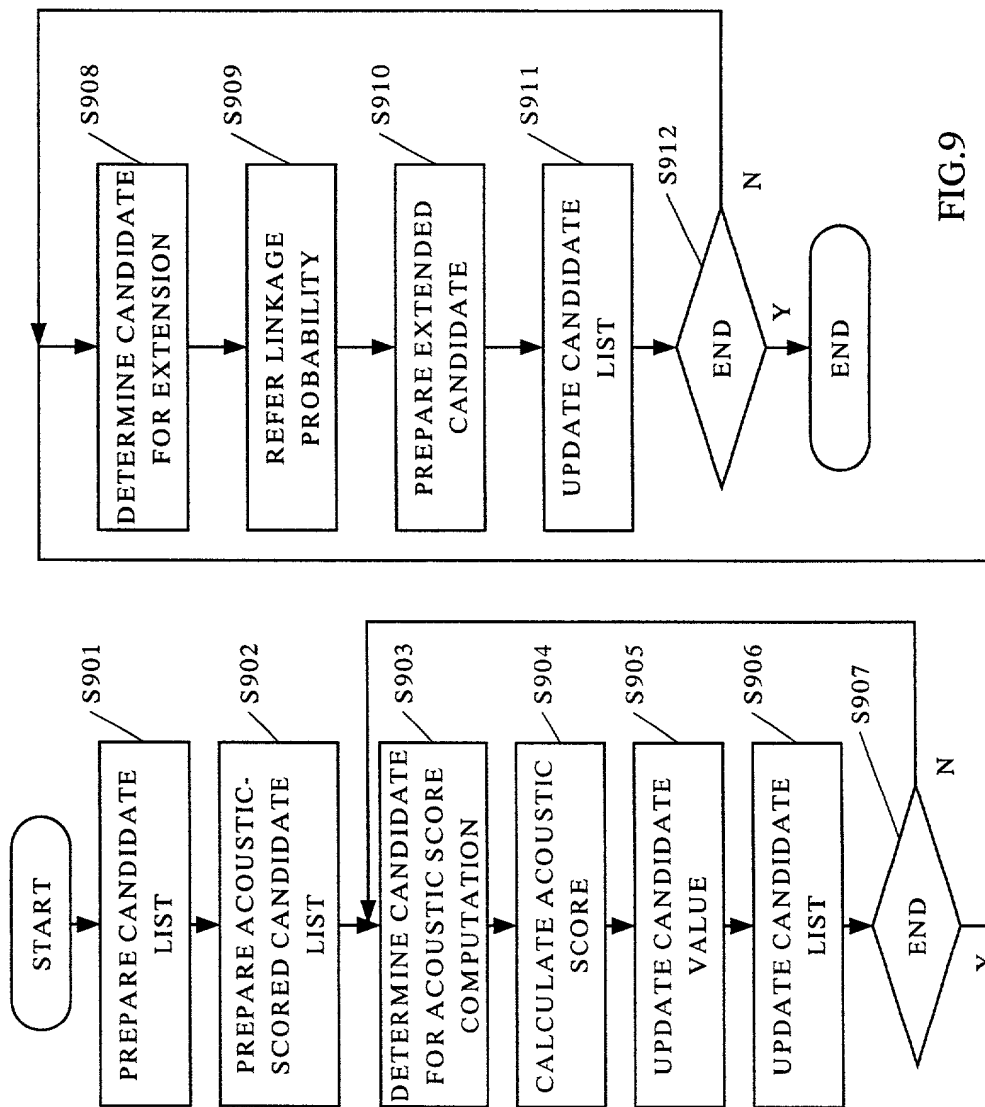 START
PREPARE CANDIDATE
LIST
S901
PREPARE ACOUSTIC-
SCORED CANDIDATE
LIST
S902
DETERMINE CANDIDATE
FOR ACOUSTIC SCORE
COMPUTATION
S903
CALCULATE ACOUSTIC
SCORE
S904
UPDATE CANDIDATE
VALUE
S905
UPDATE CANDIDATE
LIST
S906
END
S907
N
Y
DETERMINE CANDIDATE
FOR EXTENSION
S908
REFER LINKAGE
PROBABILITY
S909
PREPARE EXTENDED
CANDIDATE
S910
UPDATE CANDIDATE
LIST
S911
END
S912
N
Y
END
FIG.9